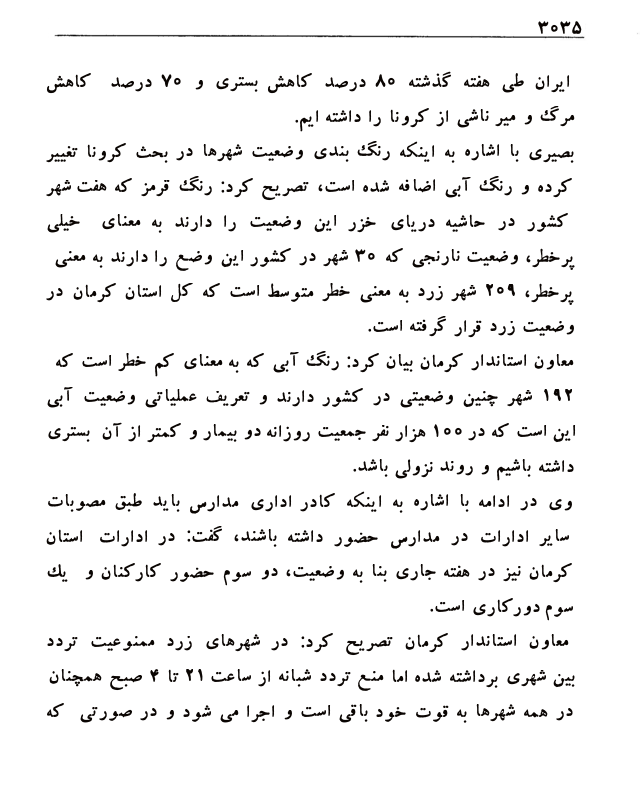 ۳۰۳۵
ایران طی هفته گذشته ۸۰ درصد کاهش بستری و ۷۰ درصد کاهش
مرگ و میر ناشی از کرونا را داشته ایم.
بصیری با اشاره به اینکه رنگ بندی وضعیت شهرها در بحث کرونا تغییر
کرده و رنگ آبی اضافه شده است، تصریح کرد: رنگ قرمز که هفت شهر
کشور در حاشیه دریای خزر این وضعیت را دارند به معنای خیلی
پرخطر، وضعیت نارنجی که ۳۰ شهر در کشور این وضع را دارند به معنی
پرخطر، ۲۰۹ شهر زرد به معنی خطر متوسط است که کل استان کرمان در
وضعیت زرد قرار گرفته است.
معاون استاندار کرمان بیان کرد: رنگ آبی که به معنای کم خطر است که
۱۹۲ شهر چنین وضعیتی در کشور دارند و تعریف عملیاتی وضعیت آبی
این است که در ۱۰۰ هزار نفر جمعیت روزانه دو بیمار و کمتر از آن بستری
داشته باشیم و روند نزولی باشد.
وی در ادامه با اشاره به اینکه کادر اداری مدارس باید طبق مصوبات
سایر ادارات در مدارس حضور داشته باشند، گفت: در ادارات استان
کرمان نیز در هفته جاری بنا به وضعیت، دو سوم حضور کارکنان و یک
سوم دورکاری است.
معاون استاندار کرمان تصریح کرد: در شهرهای زرد ممنوعیت تردد
بین شهری برداشته شده اما منع تردد شبانه از ساعت ۲۱ تا ۴ صبح همچنان
در همه شهرها به قوت خود باقی است و اجرا می شود و در صورتی که